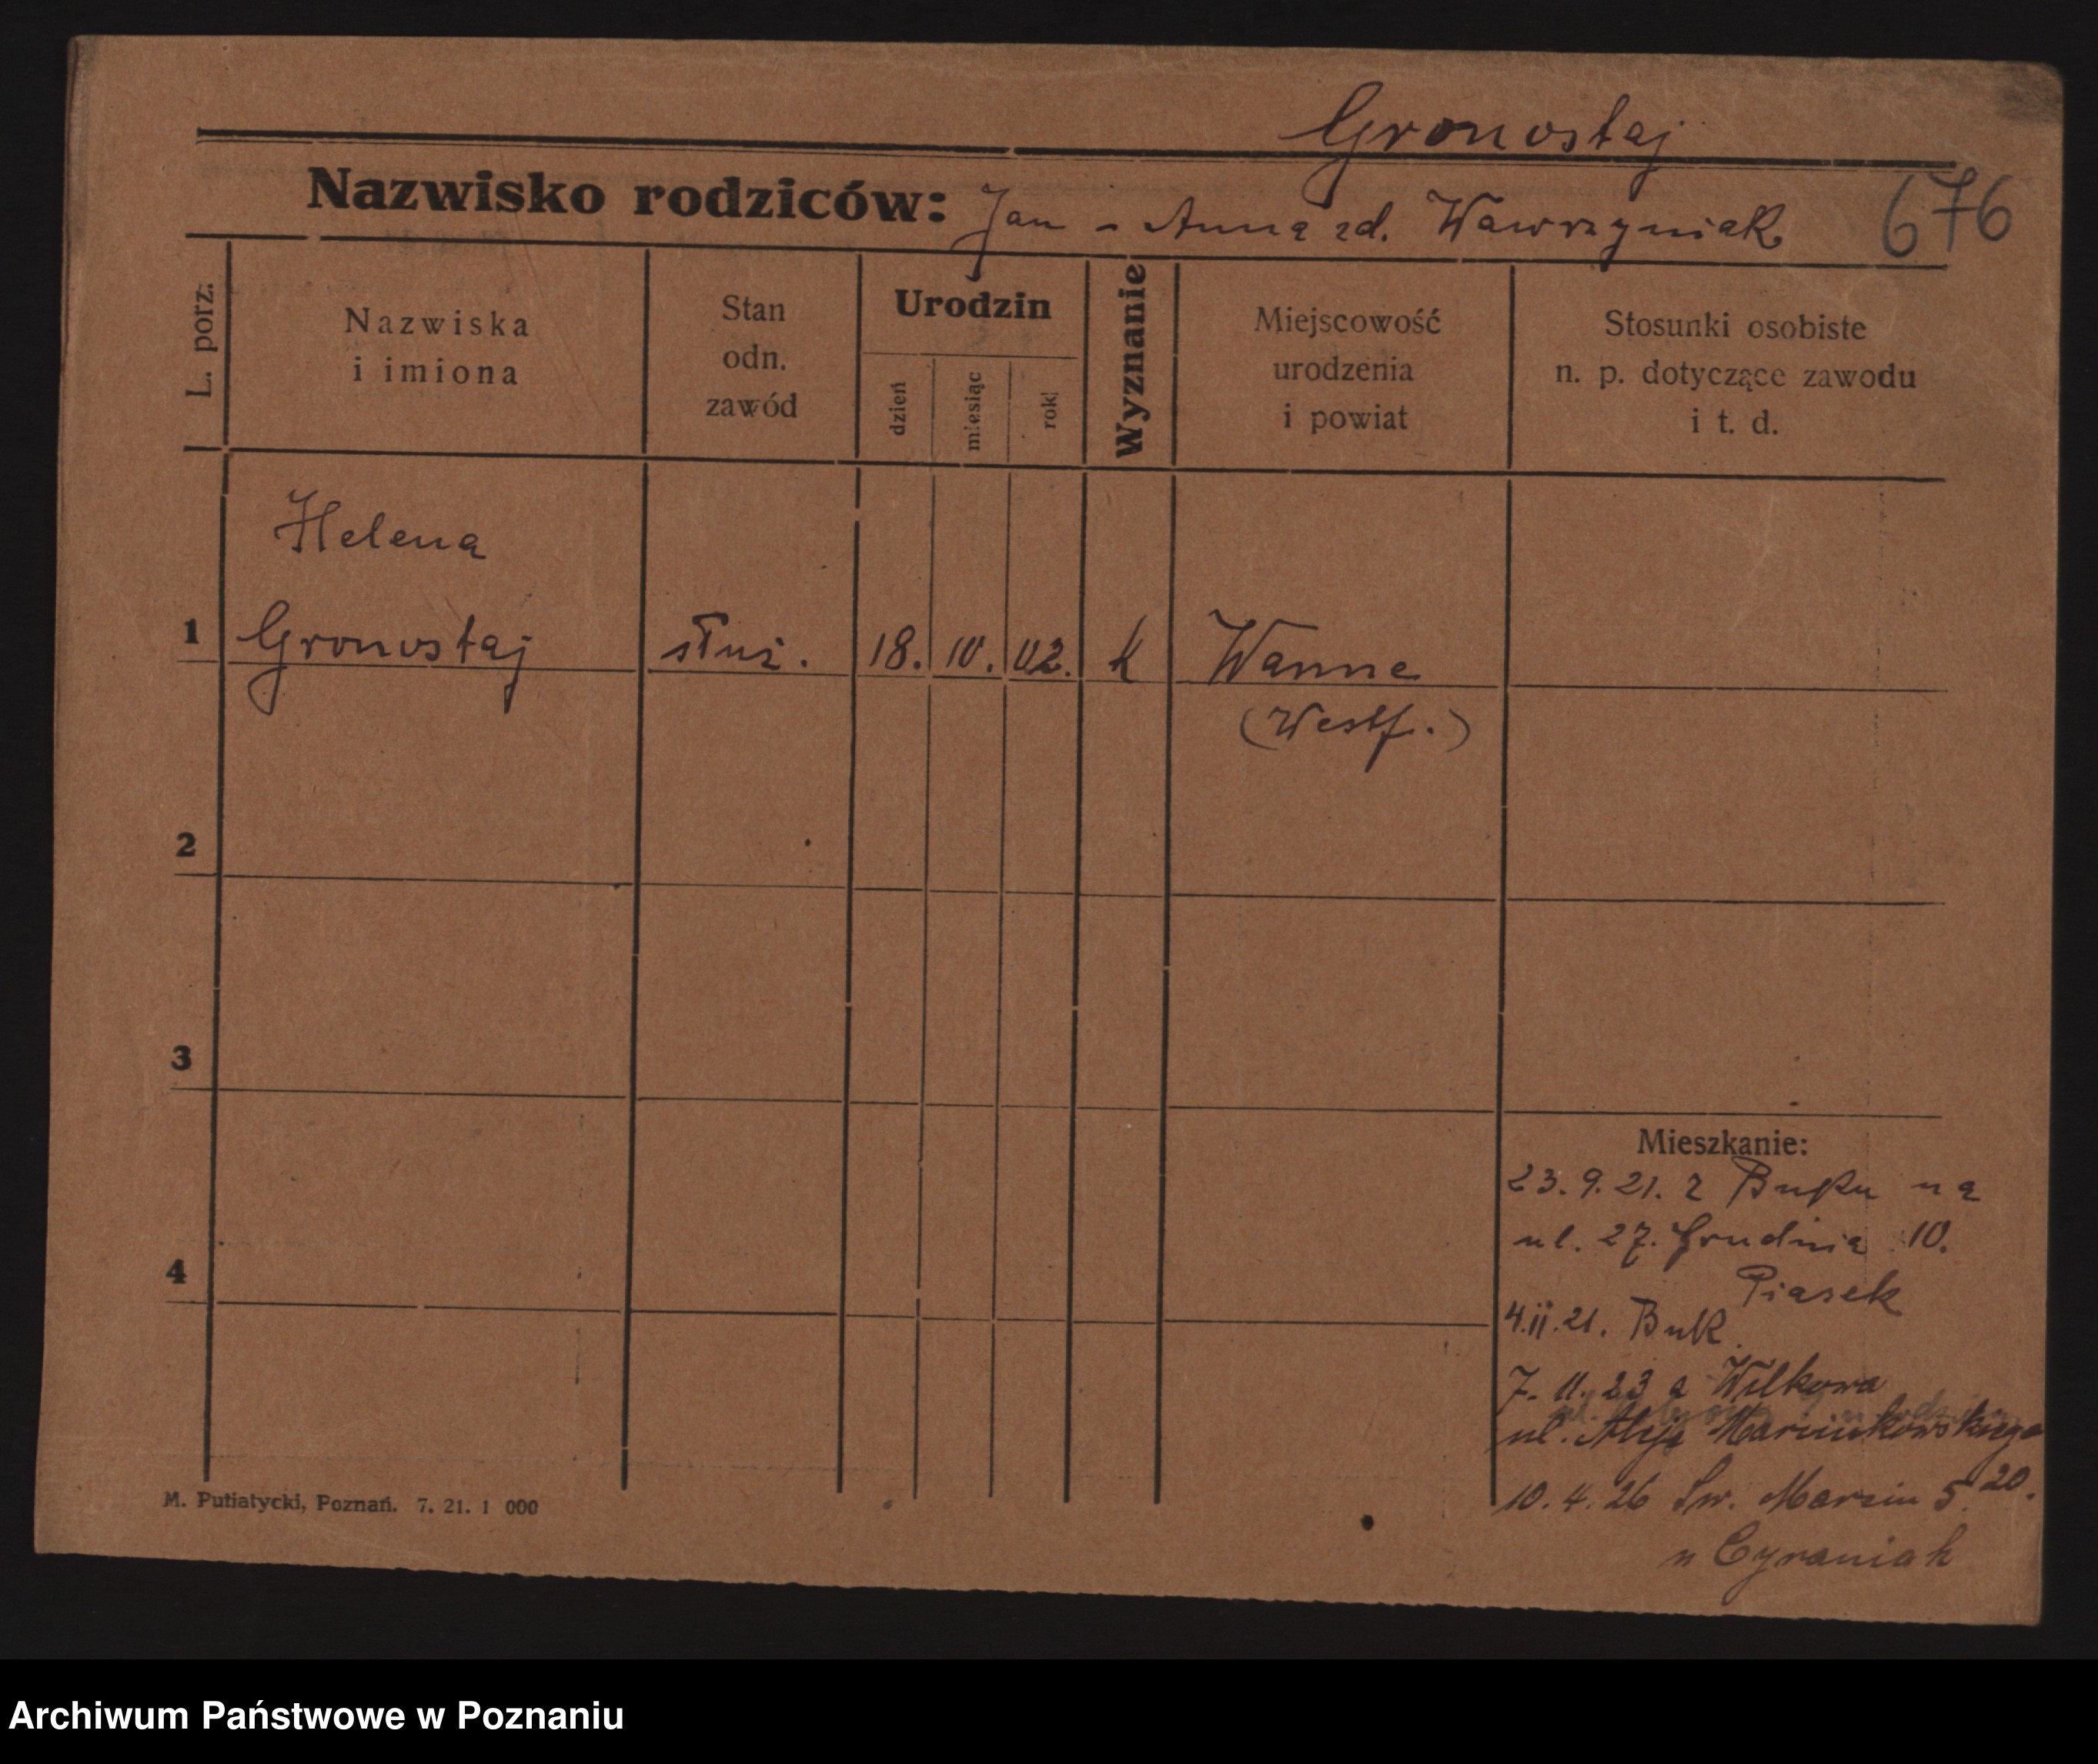 Gronostaj
Nazwisko rodziców: Jan - Anna zd. Wawrzyniak
676
L. porz.
Nazwiska
i imiona
Stan
odn.
zawód
Urodzin
dzień
miesiąc
rok
Wyznanie
Miejscowość
urodzenia
i powiat
Stosunki osobiste
n. p. dotyczące zawodu
i t. d.
Helena
1 Gronostaj służ. 18. 10. 02. k Wanne
(Westf.)
2
3
4
Mieszkanie:
23. 9. 21. z Buku na
ul. 27. Grudnia 10.
Piasek
4.11.21. Buk.
7. 11. 23 z Wilkowa
ul. Aleje Marcinkowskiego
20.
10. 4. 26 Św. Marcin 5
u Cyraniak
M. Putiatycki, Poznań. 7. 21. 1 000
Archiwum Państwowe w Poznaniu